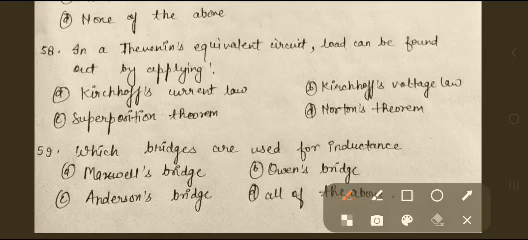 ⓓ None of the above
58. In a Thevenin's equivalent circuit, load can be found
out by applying :
ⓐ Kirchhoff's current law ⓑ Kirchhoff's voltage law
ⓒ Superposition theorem ⓓ Norton's theorem
59. Which bridges are used for inductance
ⓐ Maxwell's bridge ⓑ Owen's bridge
ⓒ Anderson's bridge ⓓ all of the above.